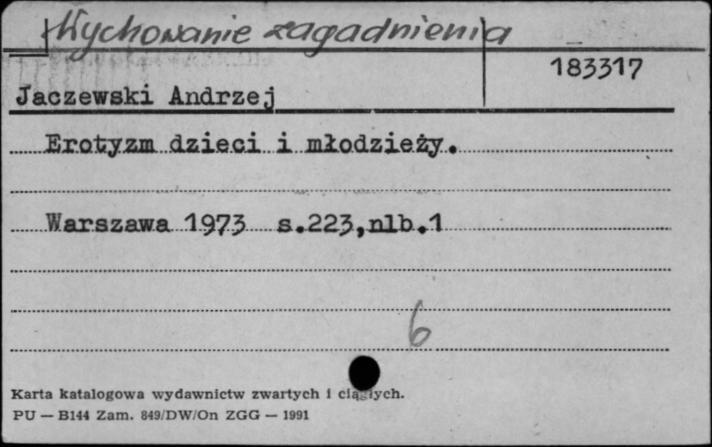 Wychowanie zagadnienia
183317
Jaczewski Andrzej
Erotyzm dzieci i młodzieży.
Warszawa 1973 s.223,nlb.1
6
Karta katalogowa wydawnictw zwartych i ciągłych.
PU — B144 Zam. 849/DW/On ZGG — 1991